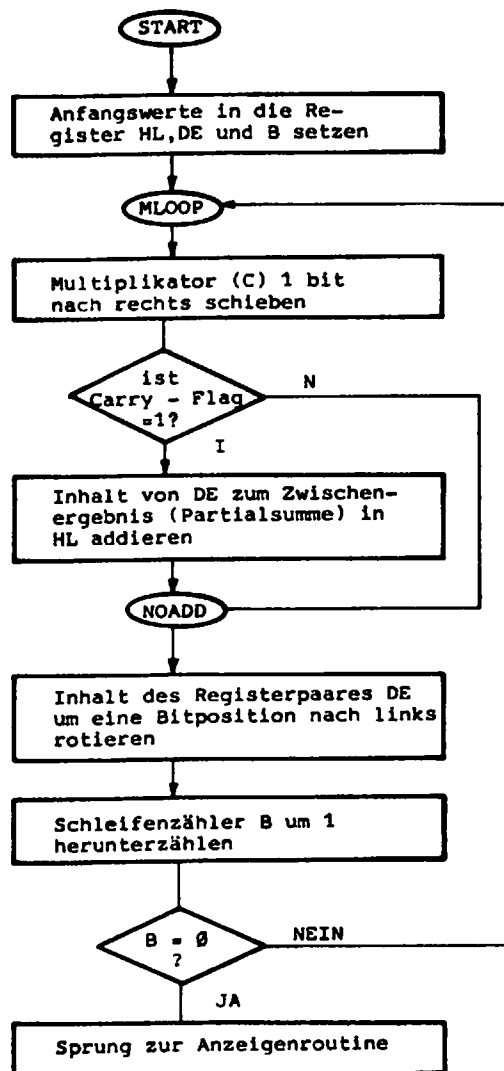 START
Anfangswerte in die Re-
gister HL,DE und B setzen
MLOOP
Multiplikator (C) 1 bit
nach rechts schieben
ist
Carry - Flag
=1?
N
I
Inhalt von DE zum Zwischen-
ergebnis (Partialsumme) in
HL addieren
NOADD
Inhalt des Registerpaares DE
um eine Bitposition nach links
rotieren
Schleifenzähler B um 1
herunterzählen
B = Ø
?
NEIN
JA
Sprung zur Anzeigenroutine